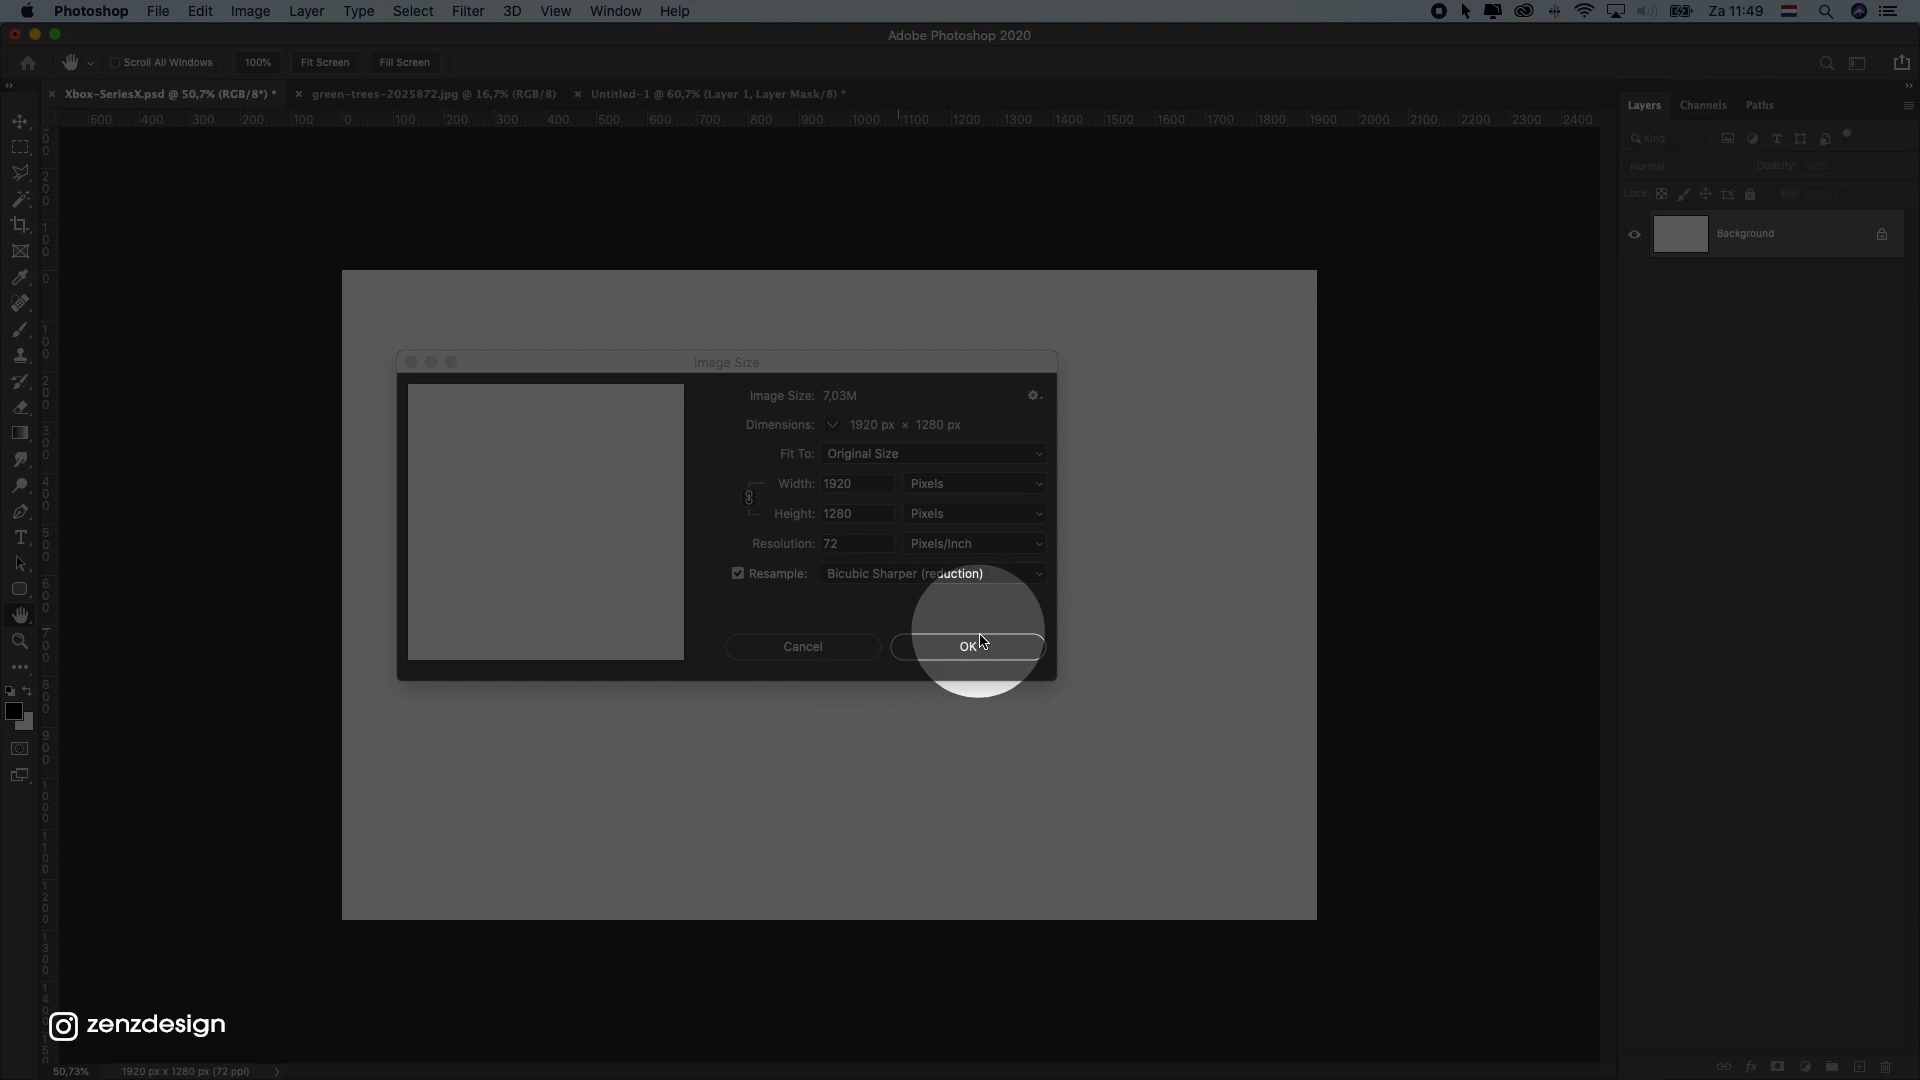 Photoshop File Edit Image Layer Type Select Filter 3D View Window Help Za 11:49
Adobe Photoshop 2020
Scroll All Windows 100% Fit Screen Fill Screen
Xbox-SeriesX.psd @ 50,7% (RGB/8*) * green-trees-2025872.jpg @ 16,7% (RGB/8) Untitled-1 @ 60,7% (Layer 1, Layer Mask/8) *
500 400 300 200 100 0 100 200 300 400 500 600 700 800 900 1000 1100 1200 1300 1400 1500 1600 1700 1800 1900 2000 2100 2200 2300 2400
Layers Channels Paths
Kind
Normal Opacity:
Lock: Fill:
Background
Image Size
Image Size: 7,03M
Dimensions: 1920 px × 1280 px
Fit To: Original Size
Width: 1920 Pixels
Height: 1280 Pixels
Resolution: 72 Pixels/Inch
Resample: Bicubic Sharper (reduction)
Cancel OK
zenzdesign
50,73% 1920 px x 1280 px (72 ppi)